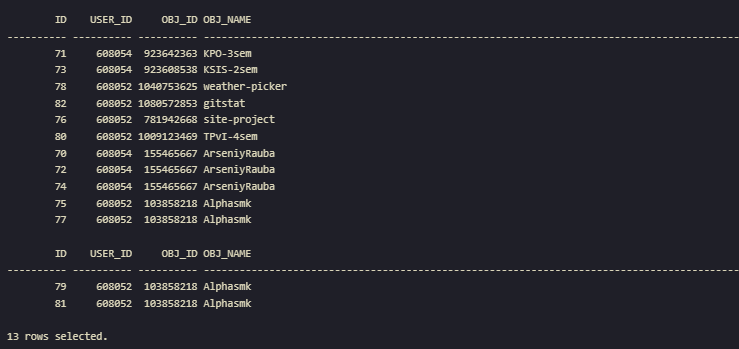 ID    USER_ID     OBJ_ID OBJ_NAME
---------- ---------- ---------- --------------------------------------------------------------------------------
        71     608054  923642363 KPO-3sem
        73     608054  923608538 KSIS-2sem
        78     608052 1040753625 weather-picker
        82     608052 1080572853 gitstat
        76     608052  781942668 site-project
        80     608052 1009123469 TPvI-4sem
        70     608054  155465667 ArseniyRauba
        72     608054  155465667 ArseniyRauba
        74     608054  155465667 ArseniyRauba
        75     608052  103858218 Alphasmk
        77     608052  103858218 Alphasmk
        ID    USER_ID     OBJ_ID OBJ_NAME
---------- ---------- ---------- --------------------------------------------------------------------------------
        79     608052  103858218 Alphasmk
        81     608052  103858218 Alphasmk
13 rows selected.